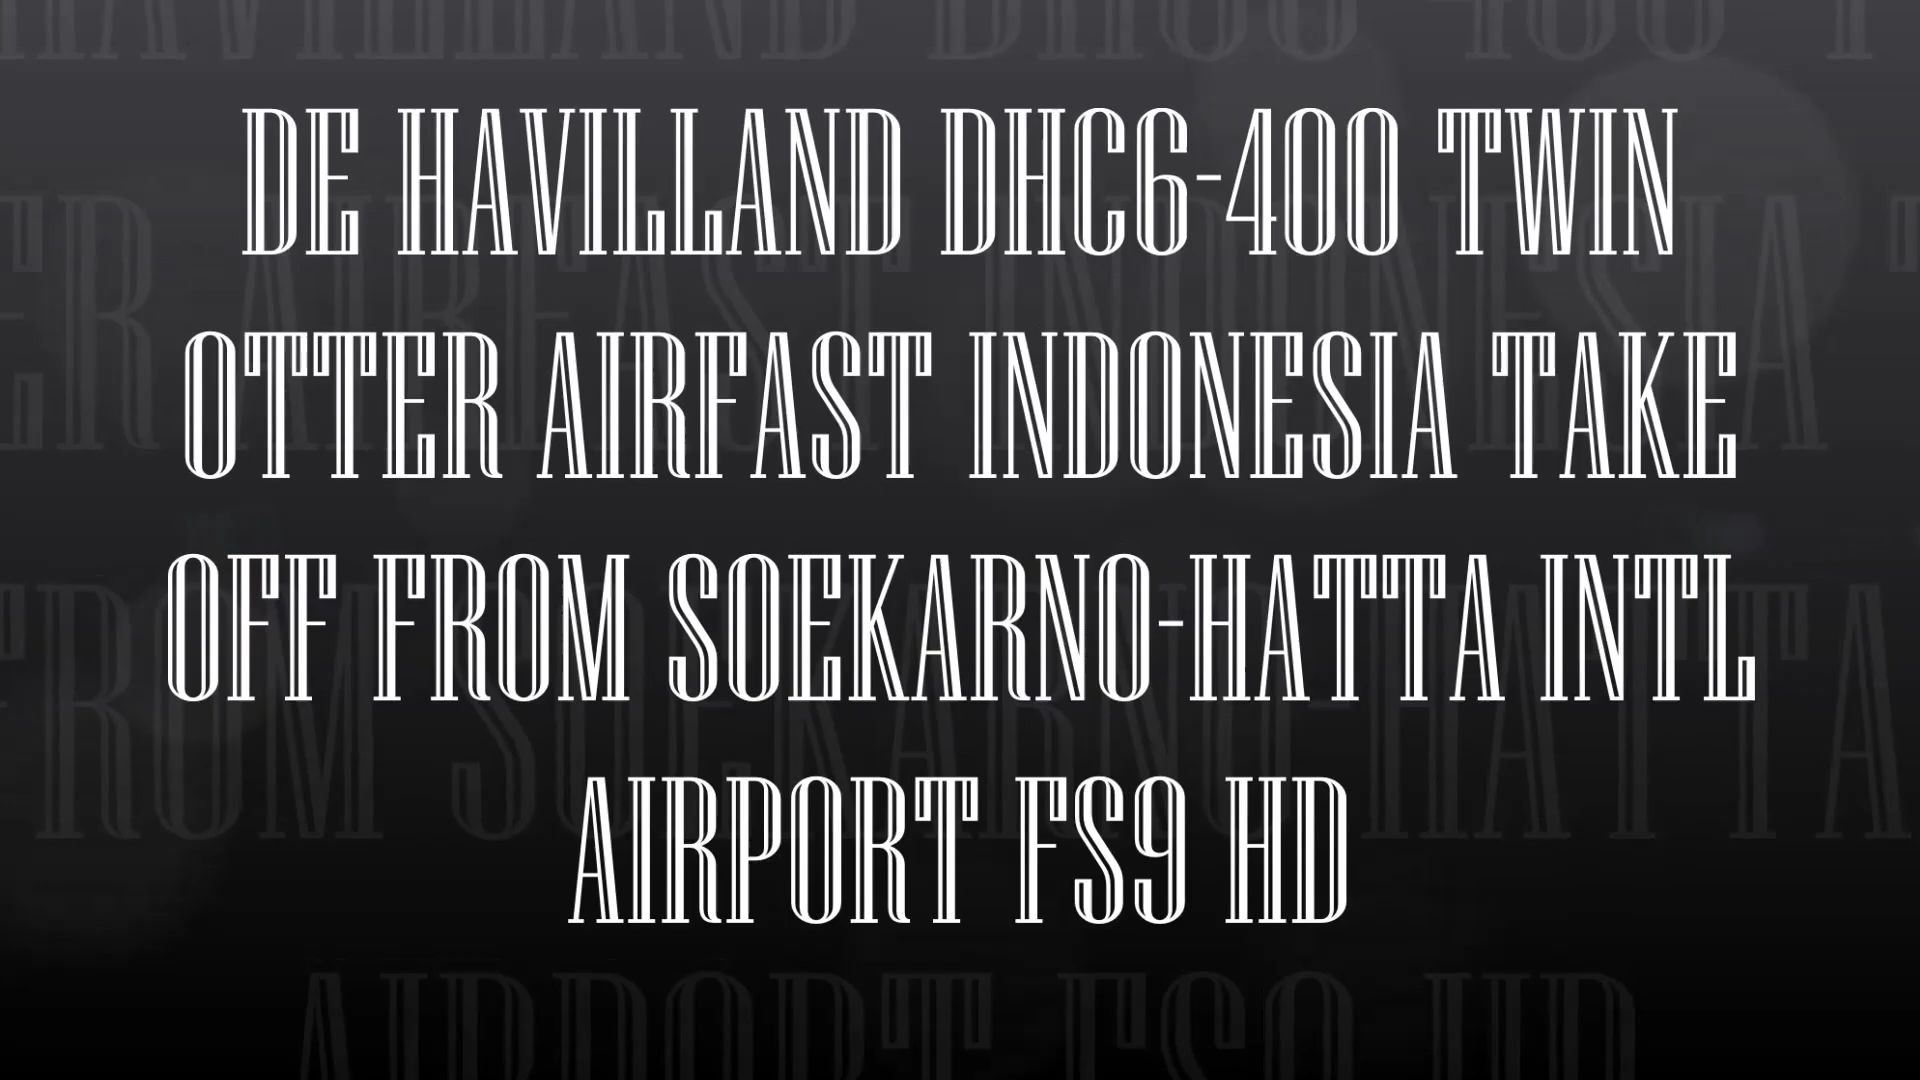 DE HAVILLAND DHC6-400 TWIN
OTTER AIRFAST INDONESIA TAKE
OFF FROM SOEKARNO-HATTA INTL
AIRPORT FS9 HD